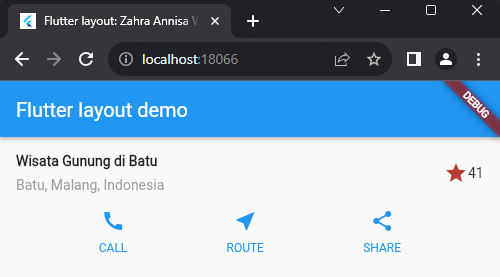 Flutter layout: Zahra Annisa W
localhost:18066
Flutter layout demo
DEBUG
Wisata Gunung di Batu
Batu, Malang, Indonesia
41
CALL ROUTE SHARE